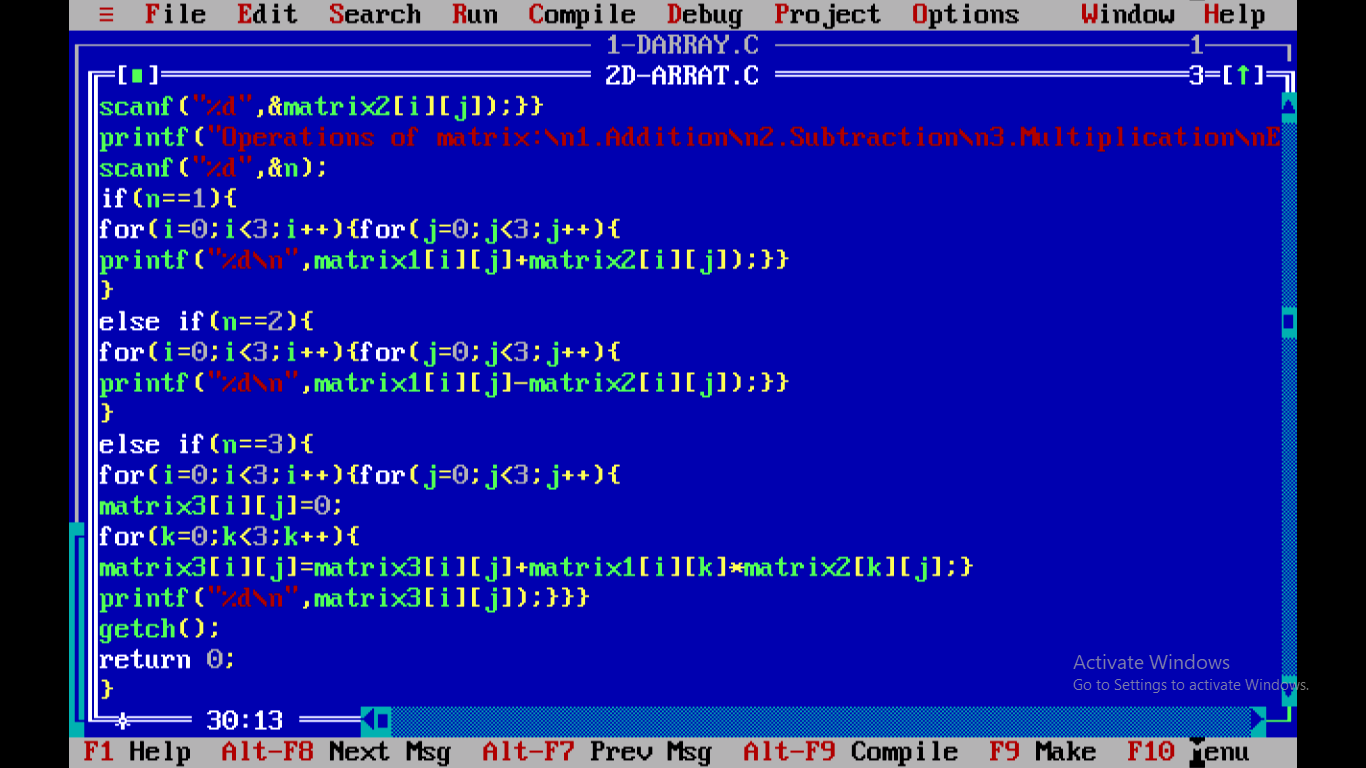 ≡ File Edit Search Run Compile Debug Project Options Window Help
1-DARRAY.C 1
[■] 2D-ARRAT.C 3=[↑]
scanf("%d",&matrix2[i][j]);}}
printf("Operations of matrix:\n1.Addition\n2.Subtraction\n3.Multiplication\nE
scanf("%d",&n);
if(n==1){
for(i=0;i<3;i++){for(j=0;j<3;j++){
printf("%d\n",matrix1[i][j]+matrix2[i][j]);}}
}
else if(n==2){
for(i=0;i<3;i++){for(j=0;j<3;j++){
printf("%d\n",matrix1[i][j]-matrix2[i][j]);}}
}
else if(n==3){
for(i=0;i<3;i++){for(j=0;j<3;j++){
matrix3[i][j]=0;
for(k=0;k<3;k++){
matrix3[i][j]=matrix3[i][j]+matrix1[i][k]*matrix2[k][j];}
printf("%d\n",matrix3[i][j]);}}}
getch();
return 0;
}
Activate Windows
Go to Settings to activate Windows.
30:13
F1 Help Alt-F8 Next Msg Alt-F7 Prev Msg Alt-F9 Compile F9 Make F10 Menu